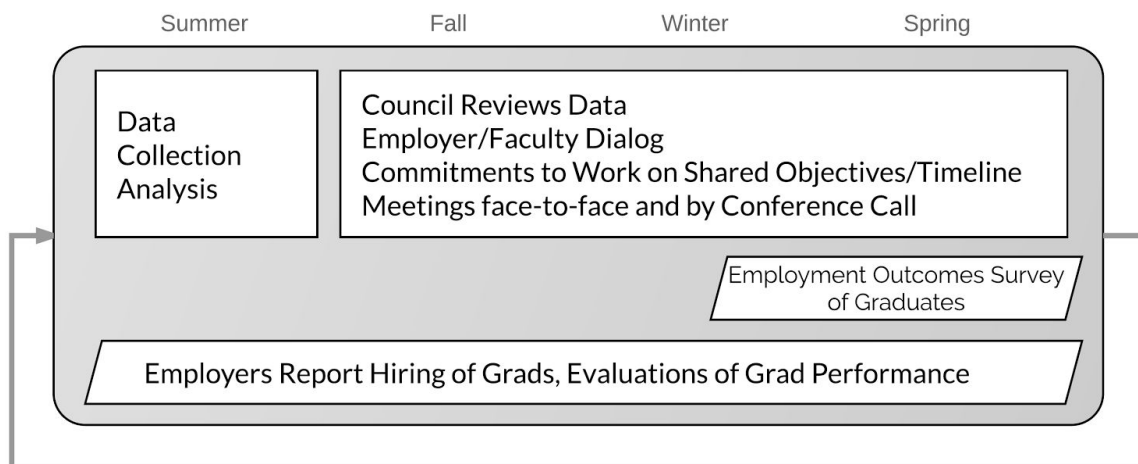 Summer Fall Winter Spring
Data
Collection
Analysis
Council Reviews Data
Employer/Faculty Dialog
Commitments to Work on Shared Objectives/Timeline
Meetings face-to-face and by Conference Call
Employment Outcomes Survey
of Graduates
Employers Report Hiring of Grads, Evaluations of Grad Performance